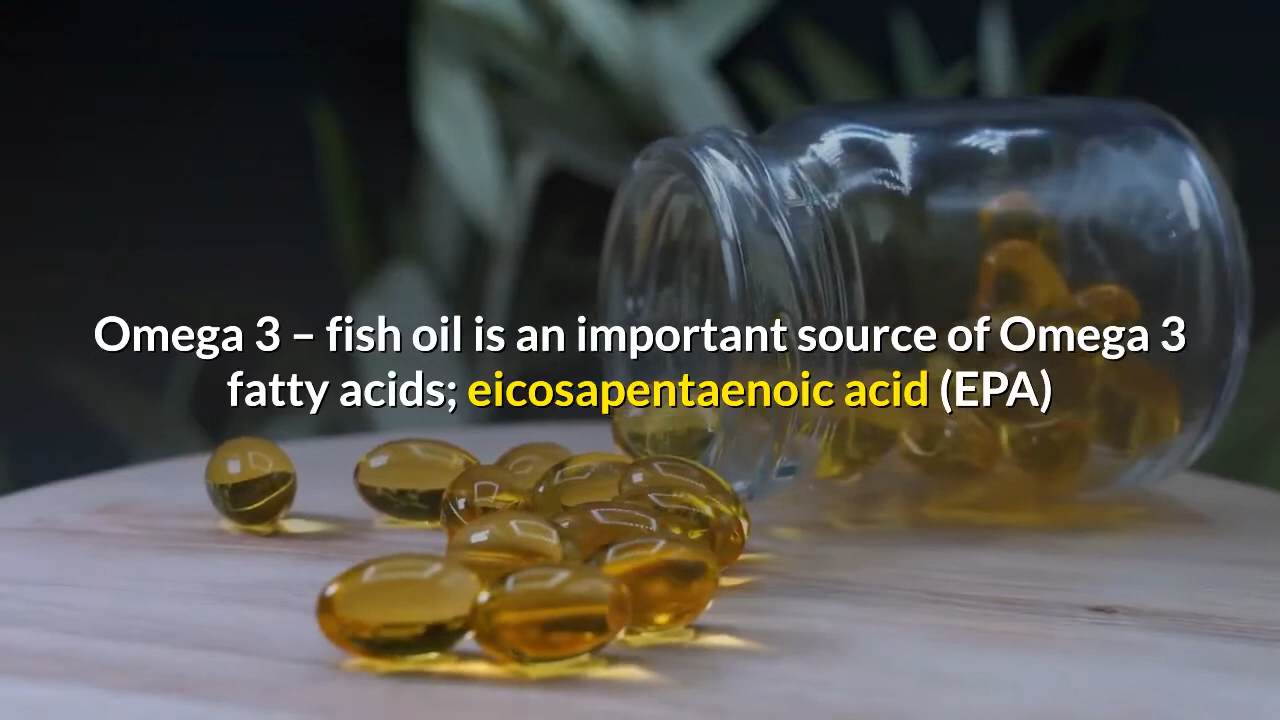 Omega 3 – fish oil is an important source of Omega 3
fatty acids; eicosapentaenoic acid (EPA)